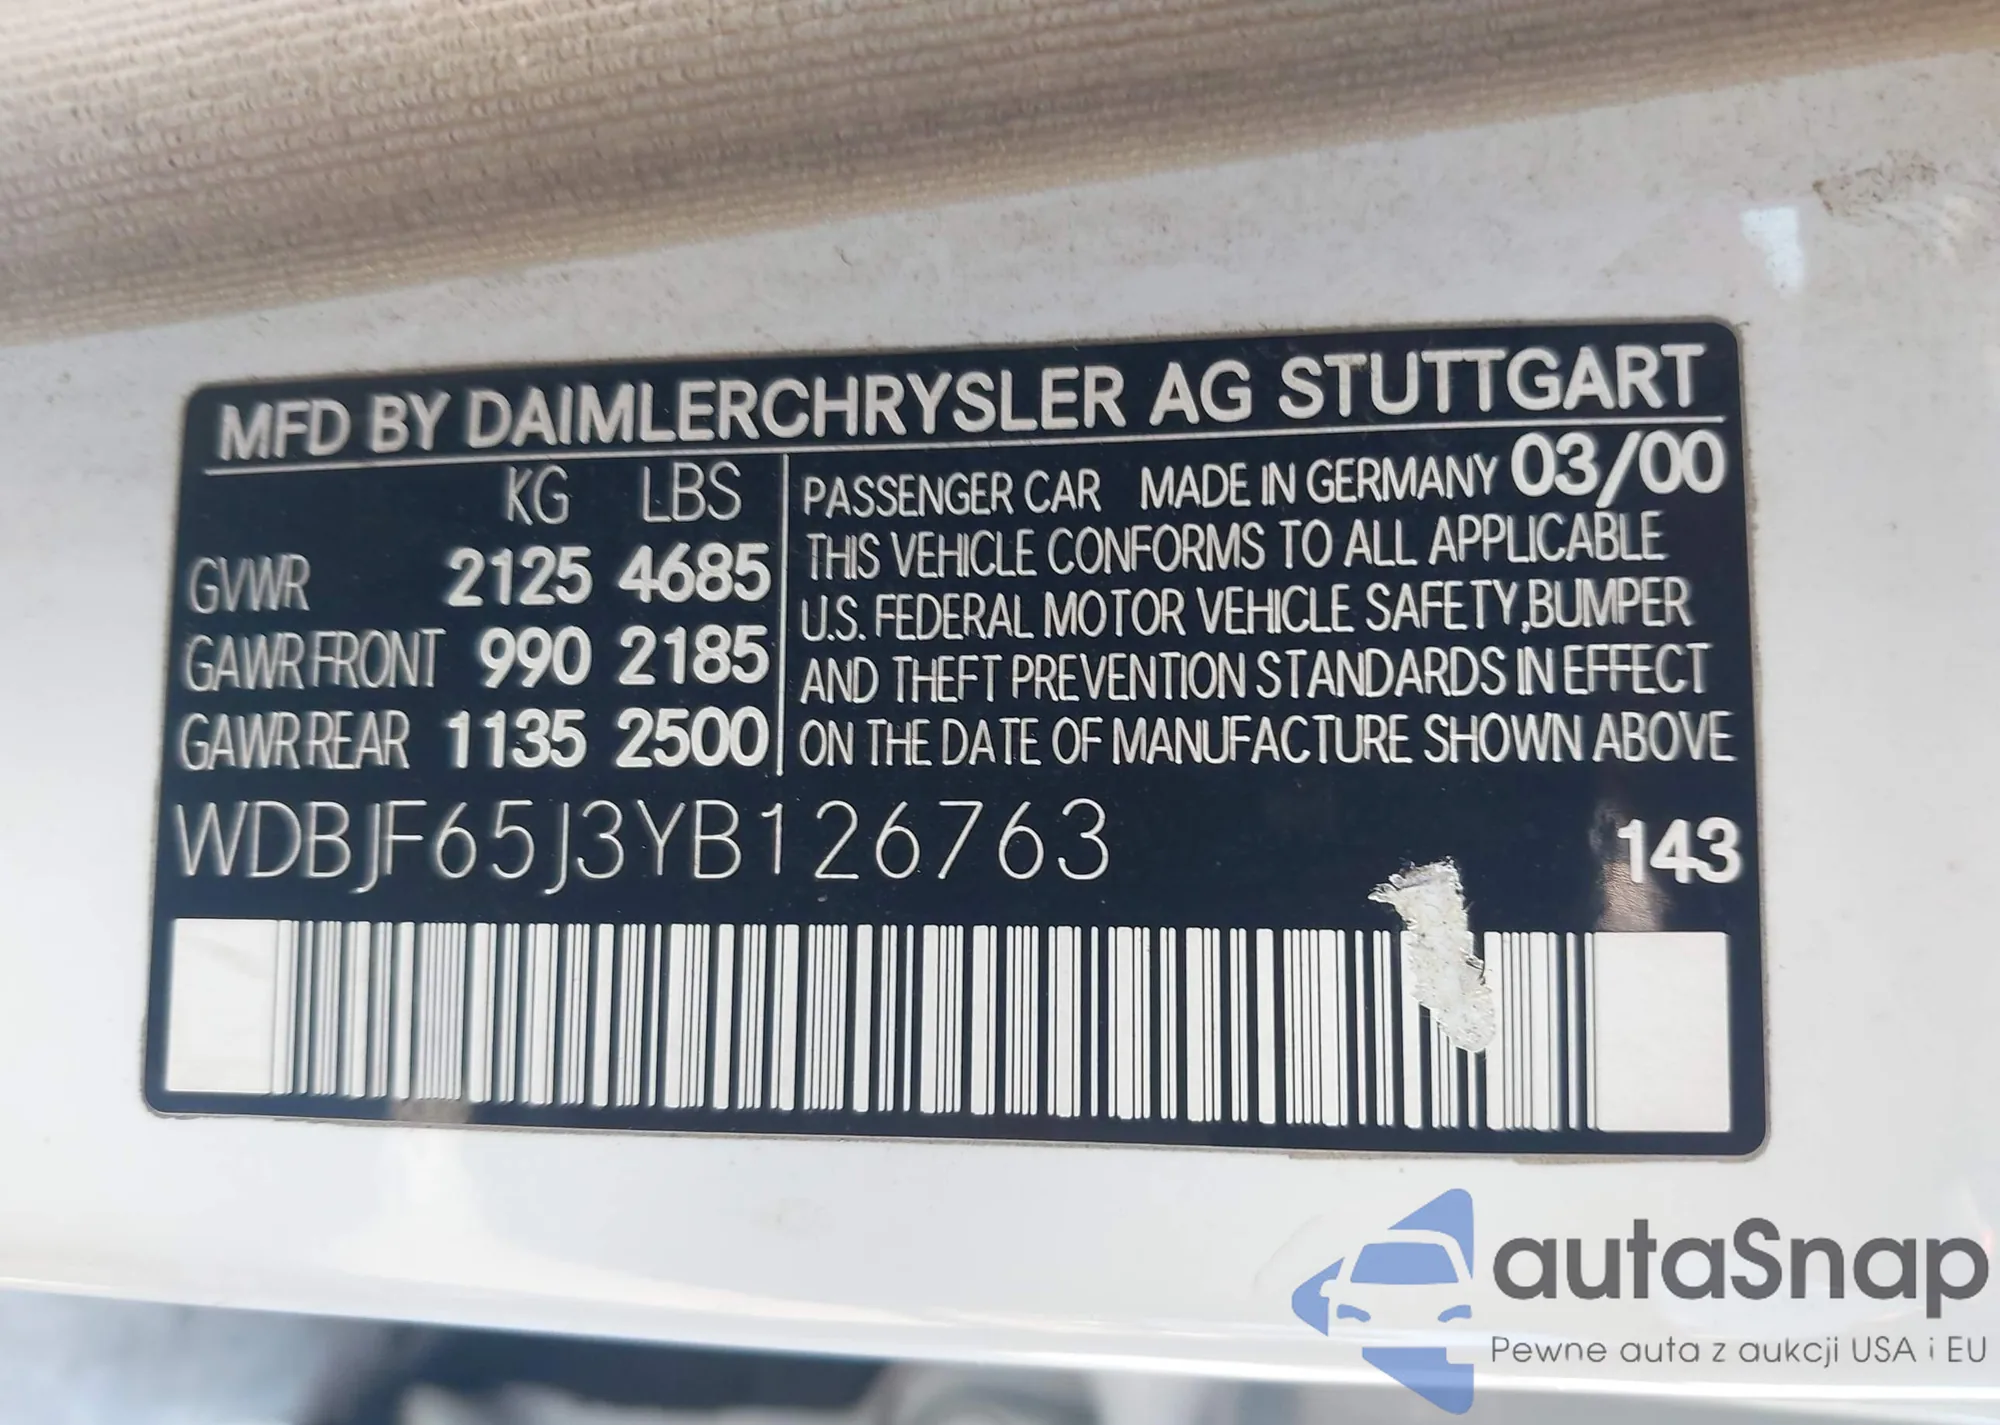 MFD BY DAIMLERCHRYSLER AG STUTTGART
KG LBS
GVWR 2125 4685
GAWR FRONT 990 2185
GAWR REAR 1135 2500
PASSENGER CAR MADE IN GERMANY 03/00
THIS VEHICLE CONFORMS TO ALL APPLICABLE
U.S. FEDERAL MOTOR VEHICLE SAFETY,BUMPER
AND THEFT PREVENTION STANDARDS IN EFFECT
ON THE DATE OF MANUFACTURE SHOWN ABOVE
WDBJF65J3YB126763 143
autaSnap
Pewne auta z aukcji USA i EU